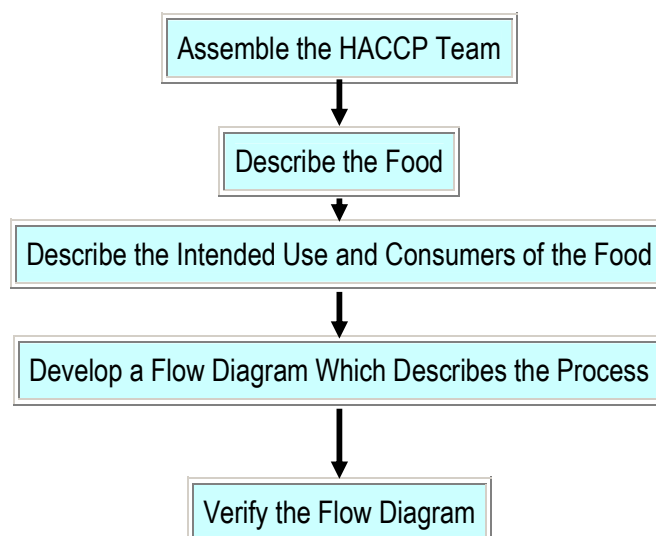 Assemble the HACCP Team
Describe the Food
Describe the Intended Use and Consumers of the Food
Develop a Flow Diagram Which Describes the Process
Verify the Flow Diagram